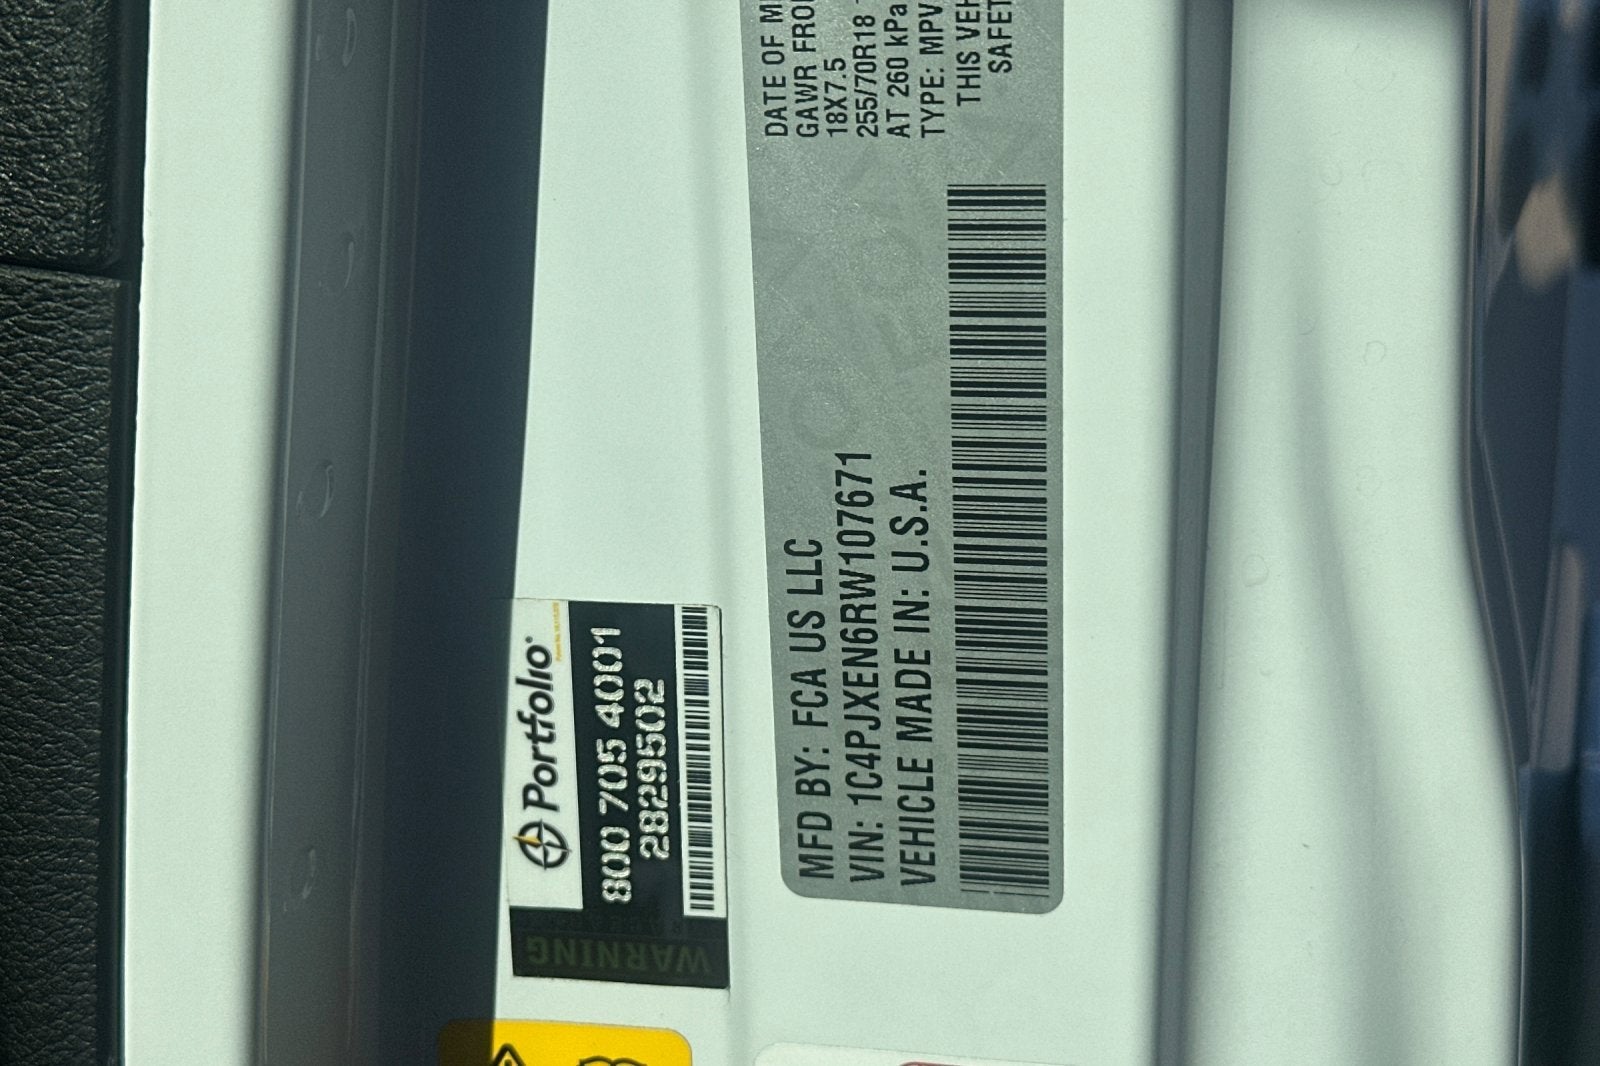 Portfolio®
800 705 4001
2829502
WARNING
MFD BY: FCA US LLC
VIN: 1C4PJXEN6RW107671
VEHICLE MADE IN: U.S.A.
DATE OF M
GAWR FRO
18X7.5
255/70R18
AT 260 kPa
TYPE: MPV
THIS VEH
SAFET